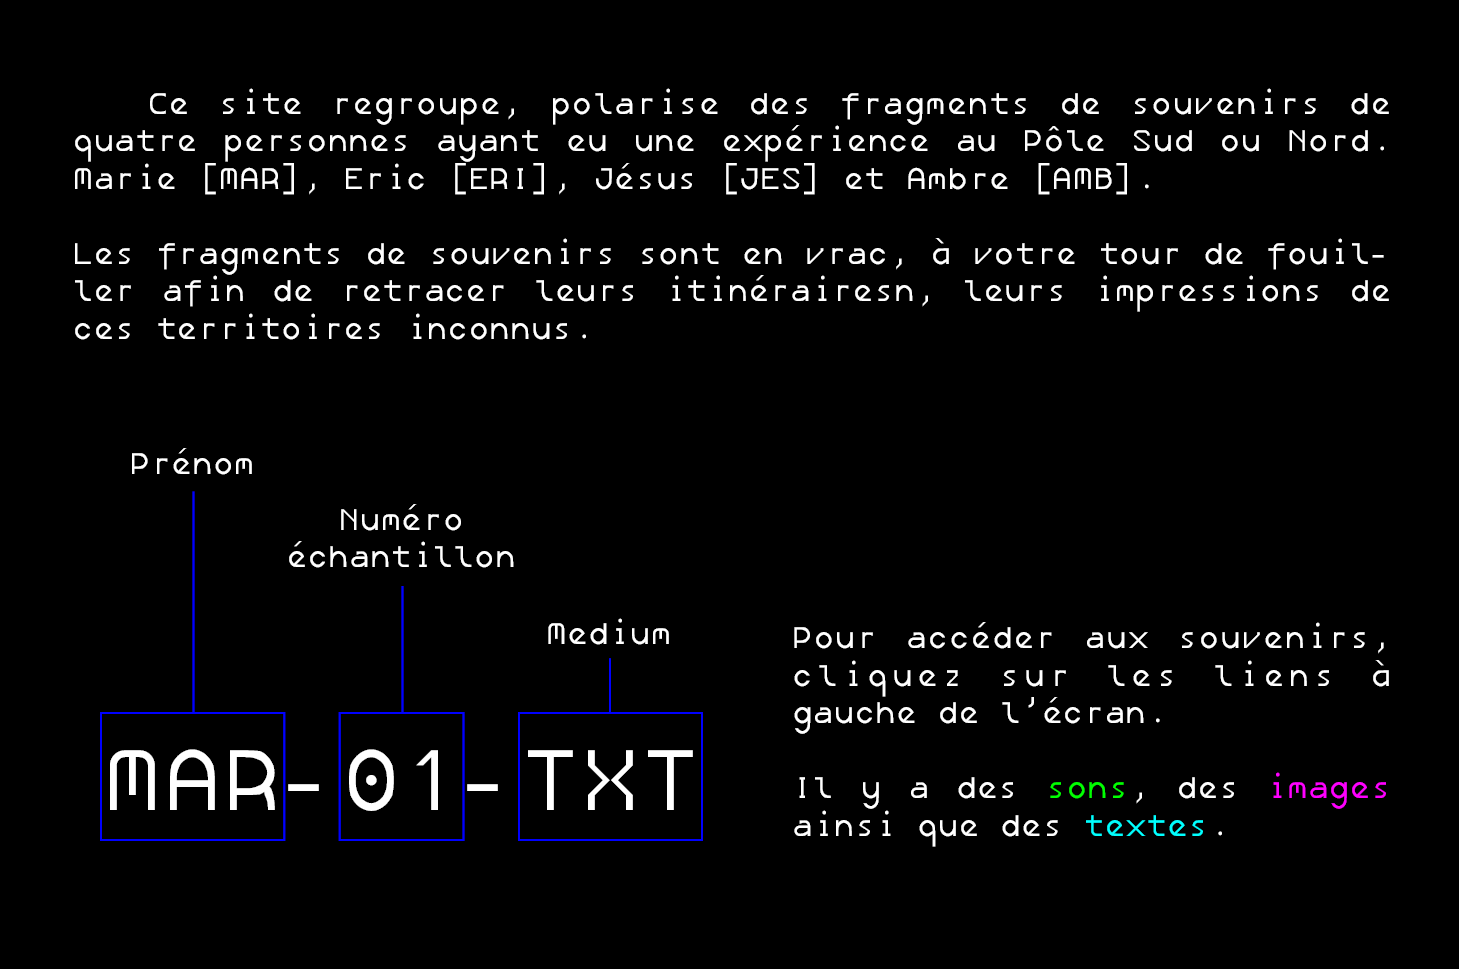 Ce site regroupe, polarise des fragments de souvenirs de
quatre personnes ayant eu une expérience au Pôle Sud ou Nord.
Marie [MAR], Eric [ERI], Jésus [JES] et Ambre [AMB].
Les fragments de souvenirs sont en vrac, à votre tour de fouil-
ler afin de retracer leurs itinérairesn, leurs impressions de
ces territoires inconnus.
Prénom
Numéro
échantillon
Medium
MAR-01-TXT
Pour accéder aux souvenirs,
cliquez sur les liens à
gauche de l'écran.
Il y a des sons, des images
ainsi que des textes.